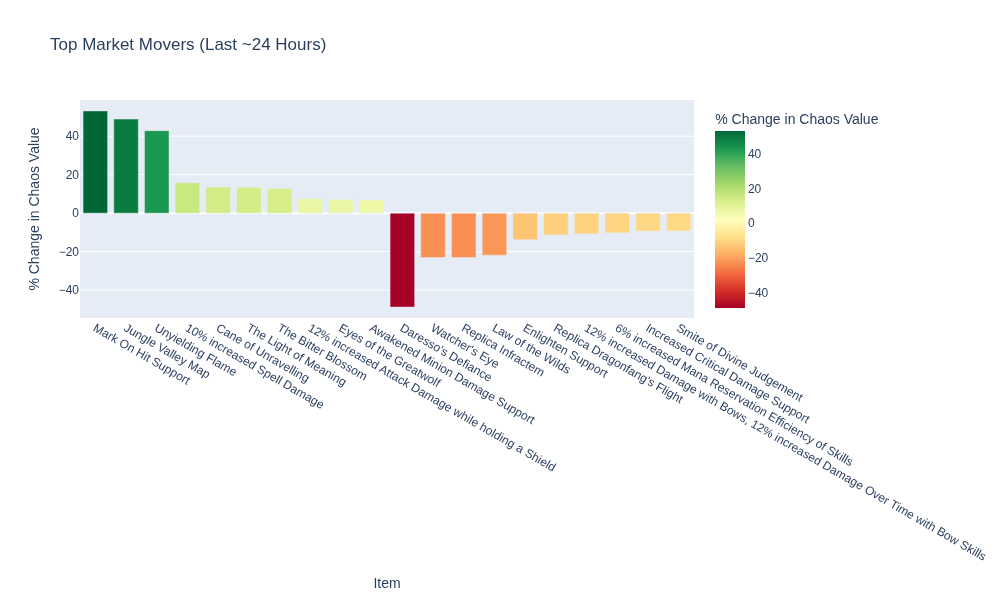 Top Market Movers (Last ~24 Hours)
% Change in Chaos Value
40
20
0
−20
−40
% Change in Chaos Value
40
20
0
−20
−40
Mark On Hit Support
Jungle Valley Map
Unyielding Flame
10% increased Spell Damage
Cane of Unravelling
The Light of Meaning
The Bitter Blossom
12% increased Attack Damage while holding a Shield
Eyes of the Greatwolf
Awakened Minion Damage Support
Daresso's Defiance
Watcher's Eye
Replica Infractem
Law of the Wilds
Enlighten Support
Replica Dragonfang's Flight
12% increased Damage with Bows, 12% increased Damage Over Time with Bow Skills
6% increased Mana Reservation Efficiency of Skills
Increased Critical Damage Support
Smite of Divine Judgement
Item